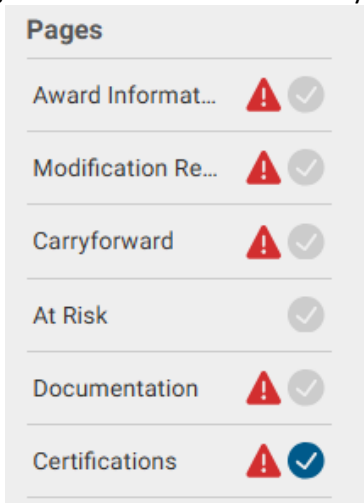 Pages
Award Informat...
Modification Re...
Carryforward
At Risk
Documentation
Certifications